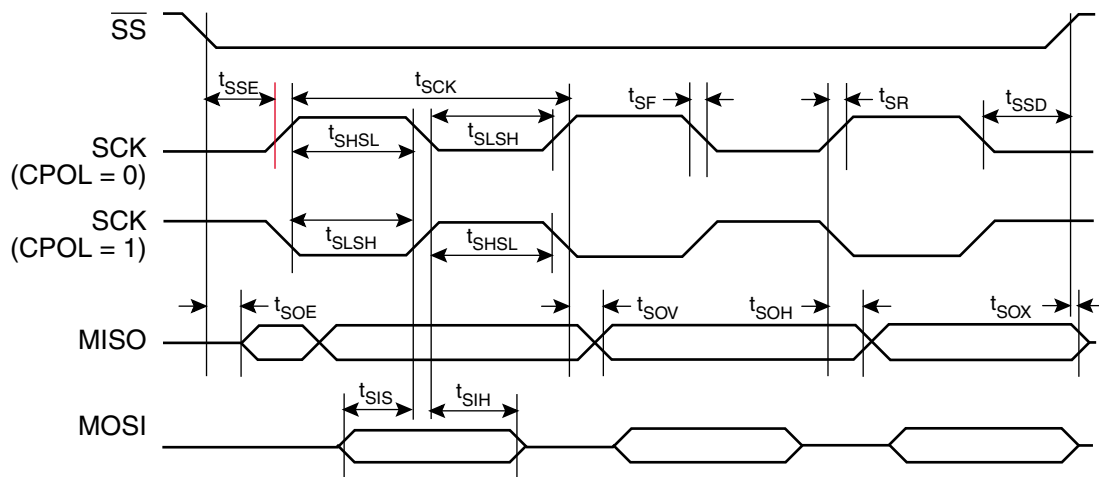 SS
tSSE
tSCK
tSF
tSR
tSSD
SCK
(CPOL = 0)
tSHSL
tSLSH
SCK
(CPOL = 1)
tSLSH
tSHSL
MISO
tSOE
tSOV
tSOH
tSOX
MOSI
tSIS
tSIH